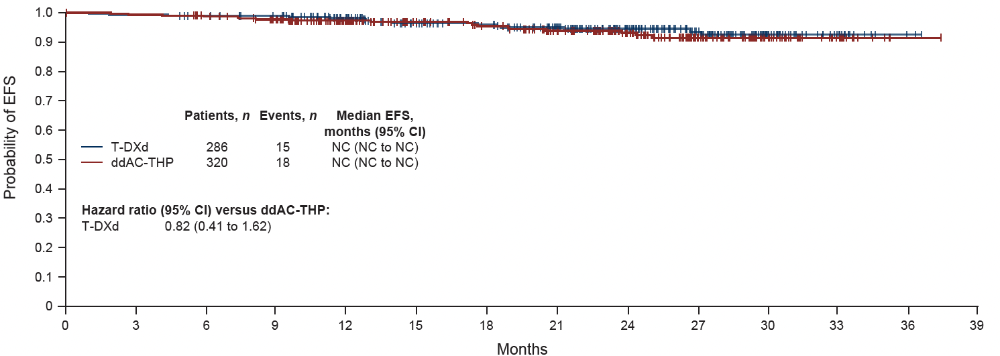 1.0
0.9
0.8
0.7
0.6
0.5
0.4
0.3
0.2
0.1
0
Probability of EFS
Patients, n Events, n Median EFS,
months (95% CI)
T-DXd 286 15 NC (NC to NC)
ddAC-THP 320 18 NC (NC to NC)
Hazard ratio (95% CI) versus ddAC-THP:
T-DXd 0.82 (0.41 to 1.62)
0 3 6 9 12 15 18 21 24 27 30 33 36 39
Months